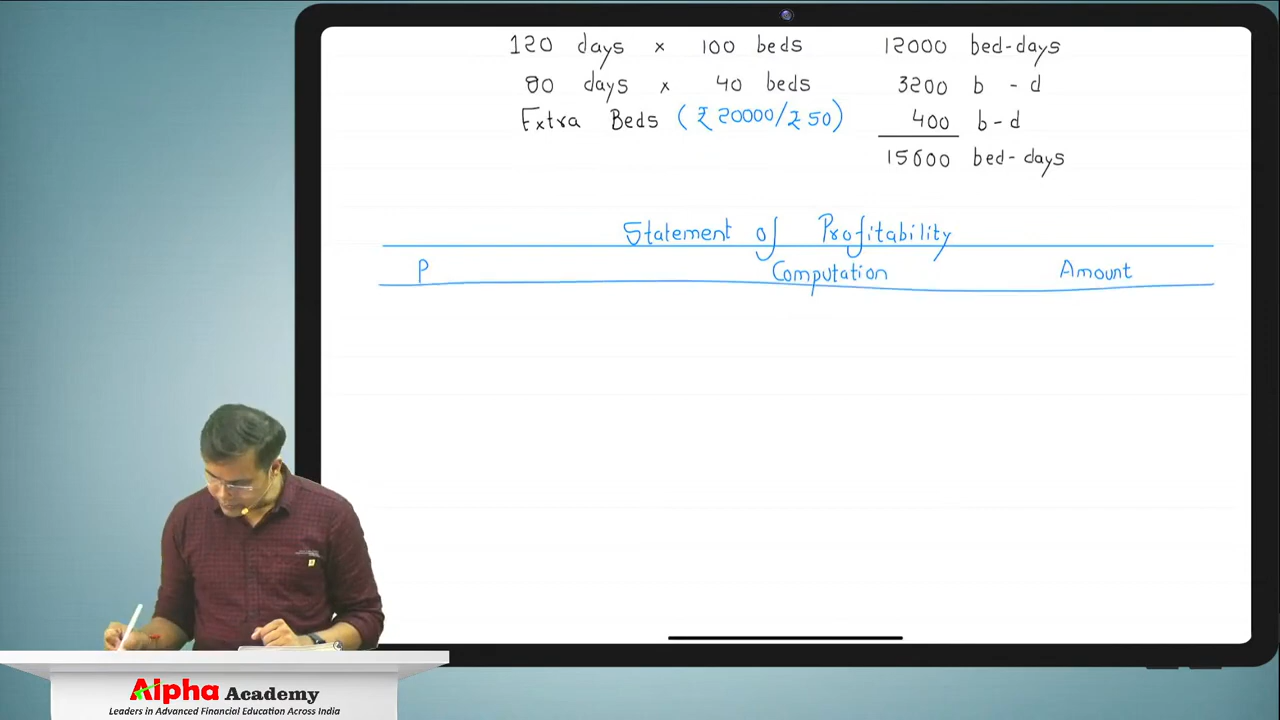 120 days × 100 beds 12000 bed-days
80 days × 40 beds 3200 b - d
Extra Beds (₹ 20000/₹ 50) 400 b-d
15600 bed-days
Statement of Profitability
P Computation Amount
Alpha Academy
Leaders in Advanced Financial Education Across India